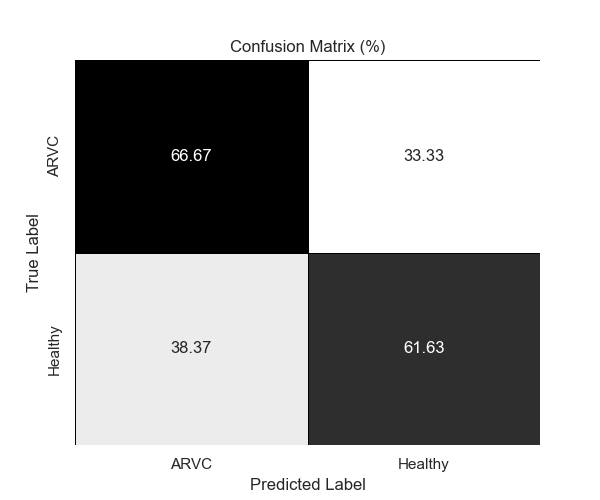 Confusion Matrix (%)
ARVC
66.67
33.33
True Label
Healthy
38.37
61.63
ARVC
Healthy
Predicted Label